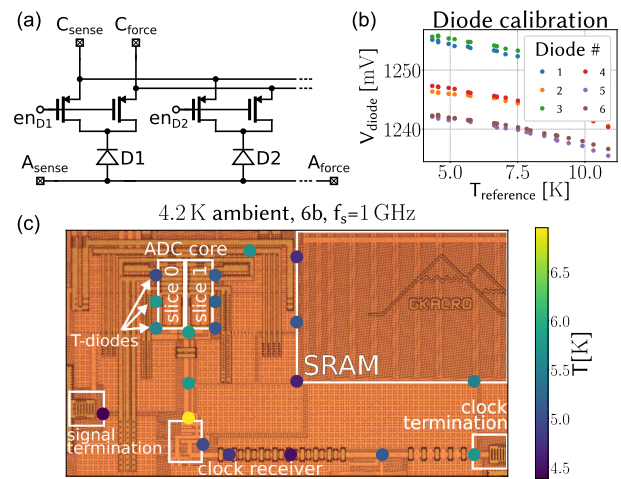 (a)
C_sense
C_force
en_D1
en_D2
D1
D2
A_sense
A_force
(b)
Diode calibration
V_diode [mV]
1250
1240
Diode #
1
4
2
5
3
6
5.0
7.5
10.0
T_reference [K]
(c)
4.2 K ambient, 6b, f_s=1 GHz
ADC core
slice 0
slice 1
T-diodes
GKACRO
SRAM
signal
termination
clock receiver
clock
termination
6.5
6.0
5.5
5.0
4.5
T[K]